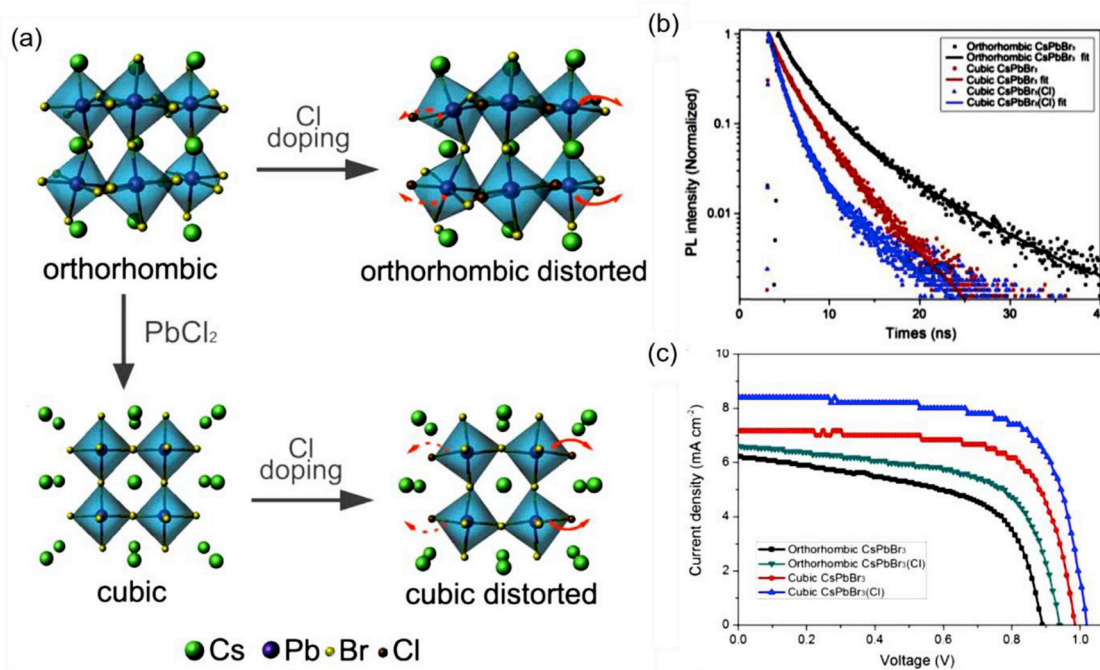 (a)
Cl
doping
orthorhombic
orthorhombic distorted
PbCl₂
Cl
doping
cubic
cubic distorted
Cs Pb Br Cl
(b)
PL intensity (Normalized)
1
0.1
0.01
Orthorhombic CsPbBr₃
Orthorhombic CsPbBr₃ fit
Cubic CsPbBr₃
Cubic CsPbBr₃ fit
Cubic CsPbBr₃(Cl)
Cubic CsPbBr₃(Cl) fit
0 10 20 30 40
Times (ns)
(c)
Current density (mA cm⁻²)
10
8
6
4
2
0
Orthorhombic CsPbBr₃
Orthorhombic CsPbBr₃(Cl)
Cubic CsPbBr₃
Cubic CsPbBr₃(Cl)
0.0 0.2 0.4 0.6 0.8 1.0
Voltage (V)